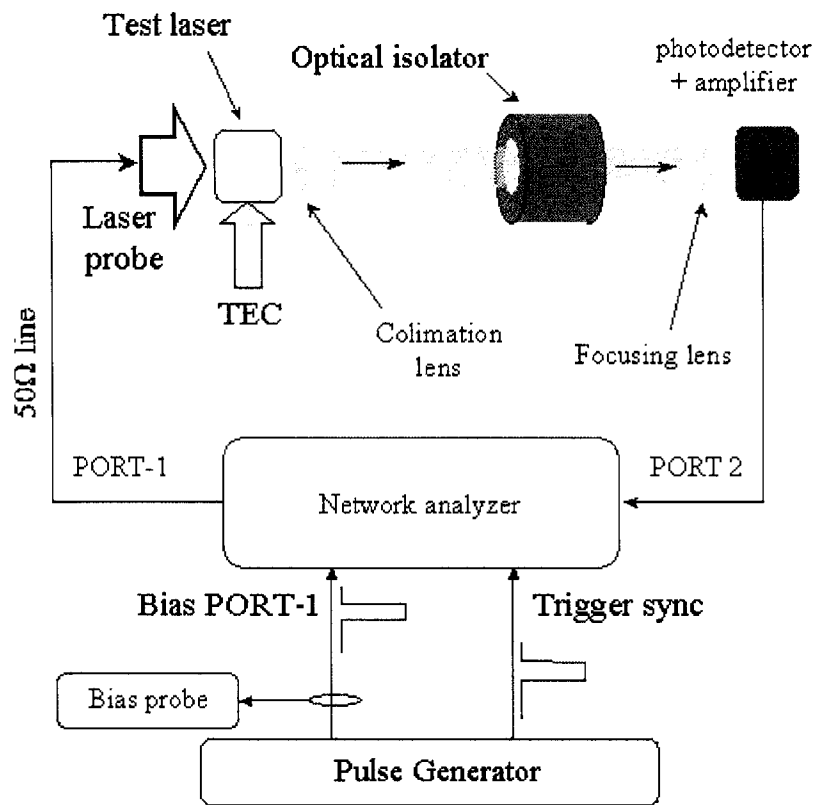 Test laser
Optical isolator
photodetector
+ amplifier
Laser
probe
TEC
Colimation
lens
Focusing lens
50Ω line
PORT-1
PORT 2
Network analyzer
Bias PORT-1
Trigger sync
Bias probe
Pulse Generator